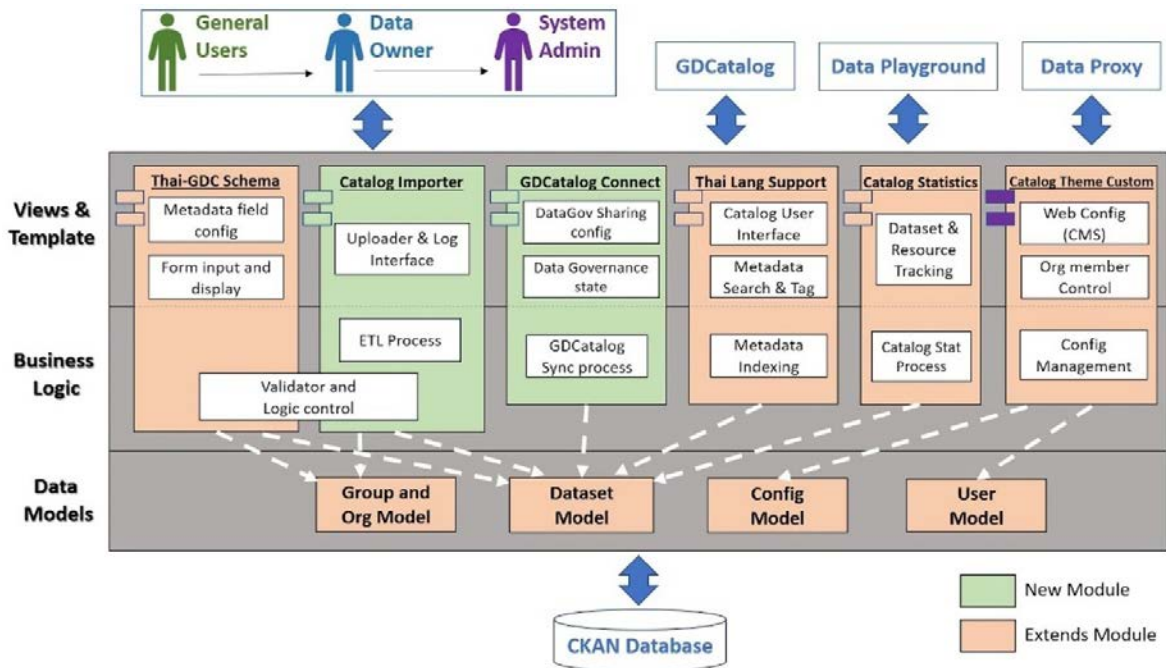 General
Users
Data
Owner
System
Admin
GDCatalog
Data Playground
Data Proxy
Views &
Template
Thai-GDC Schema
Metadata field
config
Form input and
display
Catalog Importer
Uploader & Log
Interface
GDCatalog Connect
DataGov Sharing
config
Data Governance
state
Thai Lang Support
Catalog User
Interface
Metadata
Search & Tag
Catalog Statistics
Dataset &
Resource
Tracking
Catalog Theme Custom
Web Config
(CMS)
Org member
Control
Business
Logic
Validator and
Logic control
ETL Process
GDCatalog
Sync process
Metadata
Indexing
Catalog Stat
Process
Config
Management
Data
Models
Group and
Org Model
Dataset
Model
Config
Model
User
Model
CKAN Database
New Module
Extends Module